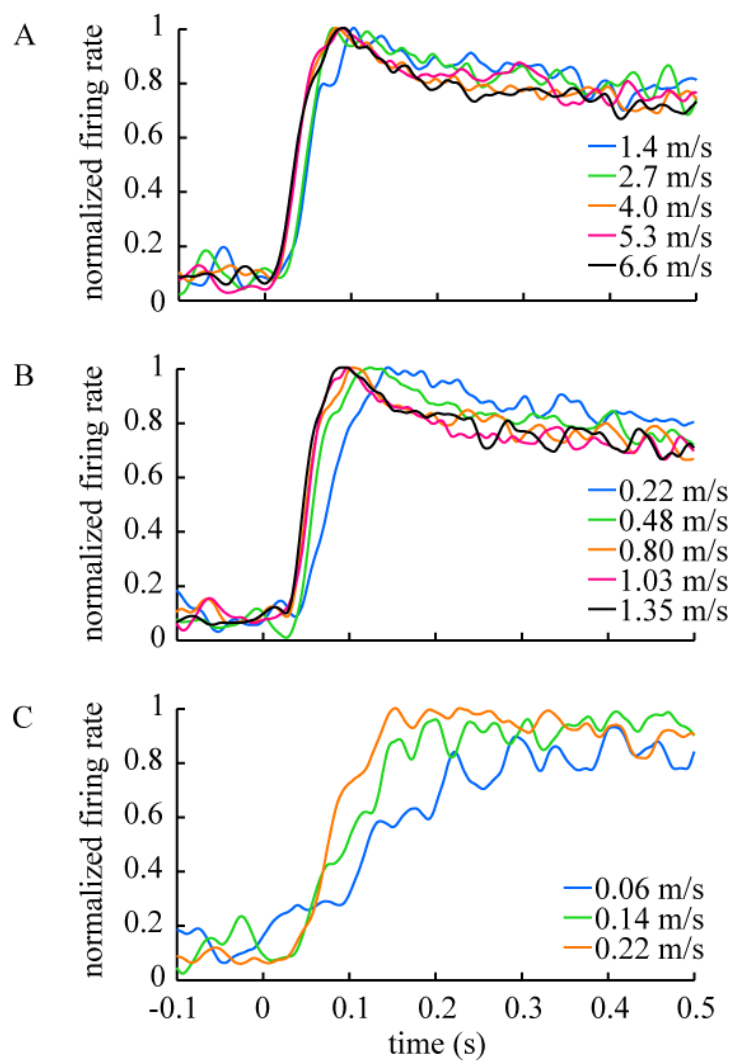 A
normalized firing rate
1
0.8
0.6
0.4
0.2
0
1.4 m/s
2.7 m/s
4.0 m/s
5.3 m/s
6.6 m/s
B
normalized firing rate
1
0.8
0.6
0.4
0.2
0
0.22 m/s
0.48 m/s
0.80 m/s
1.03 m/s
1.35 m/s
C
normalized firing rate
1
0.8
0.6
0.4
0.2
0
0.06 m/s
0.14 m/s
0.22 m/s
-0.1 0 0.1 0.2 0.3 0.4 0.5
time (s)